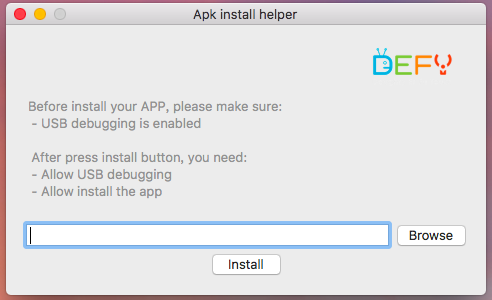 Apk install helper
DEFY
Before install your APP, please make sure:
- USB debugging is enabled
After press install button, you need:
- Allow USB debugging
- Allow install the app
Browse
Install